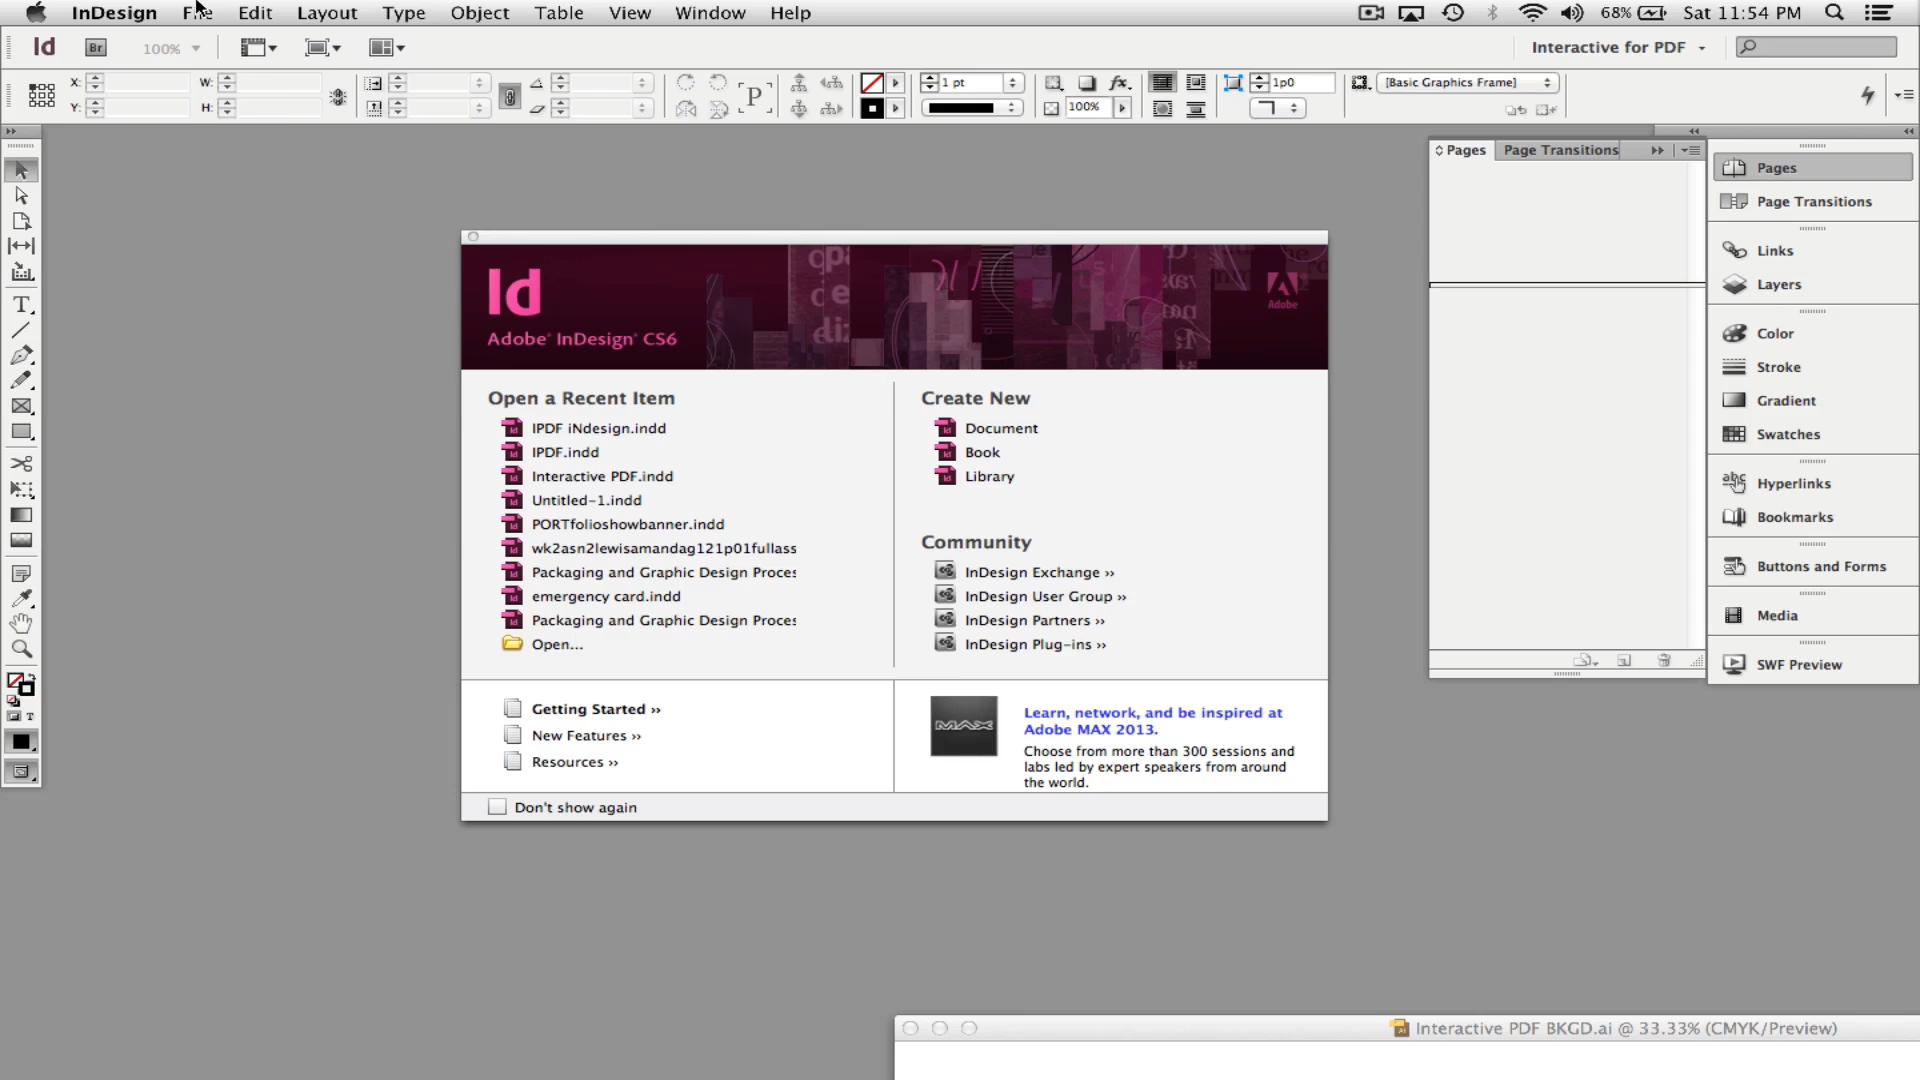 InDesign File Edit Layout Type Object Table View Window Help 68% Sat 11:54 PM
Id Br 100% Interactive for PDF
X: W: 1 pt fx. 1p0 [Basic Graphics Frame]
Y: H: P 100%
Pages Page Transitions
Pages
Page Transitions
Links
Layers
Color
Stroke
Gradient
Swatches
Hyperlinks
Bookmarks
Buttons and Forms
Media
SWF Preview
Id
Adobe
Adobe® InDesign® CS6
Open a Recent Item
IPDF iNdesign.indd
IPDF.indd
Interactive PDF.indd
Untitled-1.indd
PORTfolioshowbanner.indd
wk2asn2lewisamandag121p01fullass
Packaging and Graphic Design Proces
emergency card.indd
Packaging and Graphic Design Proces
Open...
Create New
Document
Book
Library
Community
InDesign Exchange ››
InDesign User Group ››
InDesign Partners ››
InDesign Plug-ins ››
Getting Started ››
New Features ››
Resources ››
MAX
Learn, network, and be inspired at
Adobe MAX 2013.
Choose from more than 300 sessions and
labs led by expert speakers from around
the world.
Don't show again
Interactive PDF BKGD.ai @ 33.33% (CMYK/Preview)